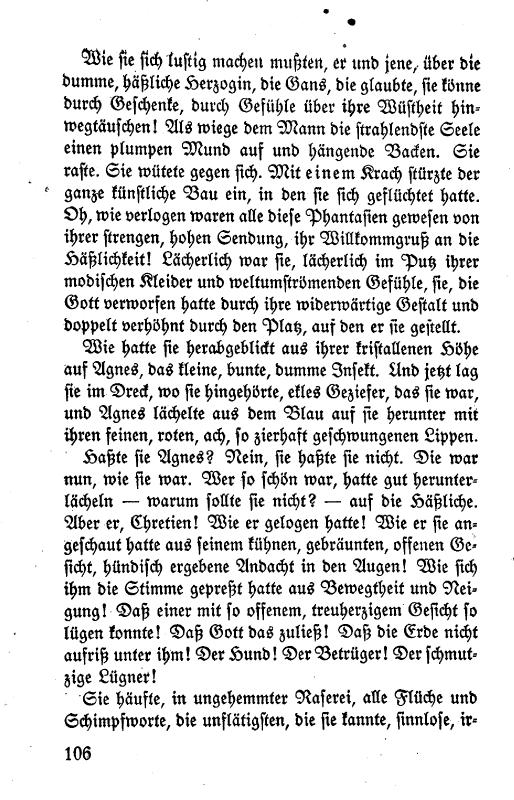 Wie sie sich lustig machen mußten, er und jene, über die
dumme, häßliche Herzogin, die Gans, die glaubte, sie könne
durch Geschenke, durch Gefühle über ihre Wüstheit hin-
wegtäuschen! Als wiege dem Mann die strahlendste Seele
einen plumpen Mund auf und hängende Backen. Sie
raste. Sie wütete gegen sich. Mit einem Krach stürzte der
ganze künstliche Bau ein, in den sie sich geflüchtet hatte.
Oh, wie verlogen waren alle diese Phantasien gewesen von
ihrer strengen, hohen Sendung, ihr Willkommgruß an die
Häßlichkeit! Lächerlich war sie, lächerlich im Putz ihrer
modischen Kleider und weltumströmenden Gefühle, sie, die
Gott verworfen hatte durch ihre widerwärtige Gestalt und
doppelt verhöhnt durch den Platz, auf den er sie gestellt.
Wie hatte sie herabgeblickt aus ihrer kristallenen Höhe
auf Agnes, das kleine, bunte, dumme Insekt. Und jetzt lag
sie im Dreck, wo sie hingehörte, ekles Geziefer, das sie war,
und Agnes lächelte aus dem Blau auf sie herunter mit
ihren feinen, roten, ach, so zierhaft geschwungenen Lippen.
Haßte sie Agnes? Nein, sie haßte sie nicht. Die war
nun, wie sie war. Wer so schön war, hatte gut herunter-
lächeln — warum sollte sie nicht? — auf die Häßliche.
Aber er, Chretien! Wie er gelogen hatte! Wie er sie an-
geschaut hatte aus seinem kühnen, gebräunten, offenen Ge-
sicht, hündisch ergebene Andacht in den Augen! Wie sich
ihm die Stimme gepreßt hatte aus Bewegtheit und Nei-
gung! Daß einer mit so offenem, treuherzigem Gesicht so
lügen konnte! Daß Gott das zuließ! Daß die Erde nicht
aufriß unter ihm! Der Hund! Der Betrüger! Der schmut-
zige Lügner!
Sie häufte, in ungehemmter Raserei, alle Flüche und
Schimpfworte, die unflätigsten, die sie kannte, sinnlose, ir-
106